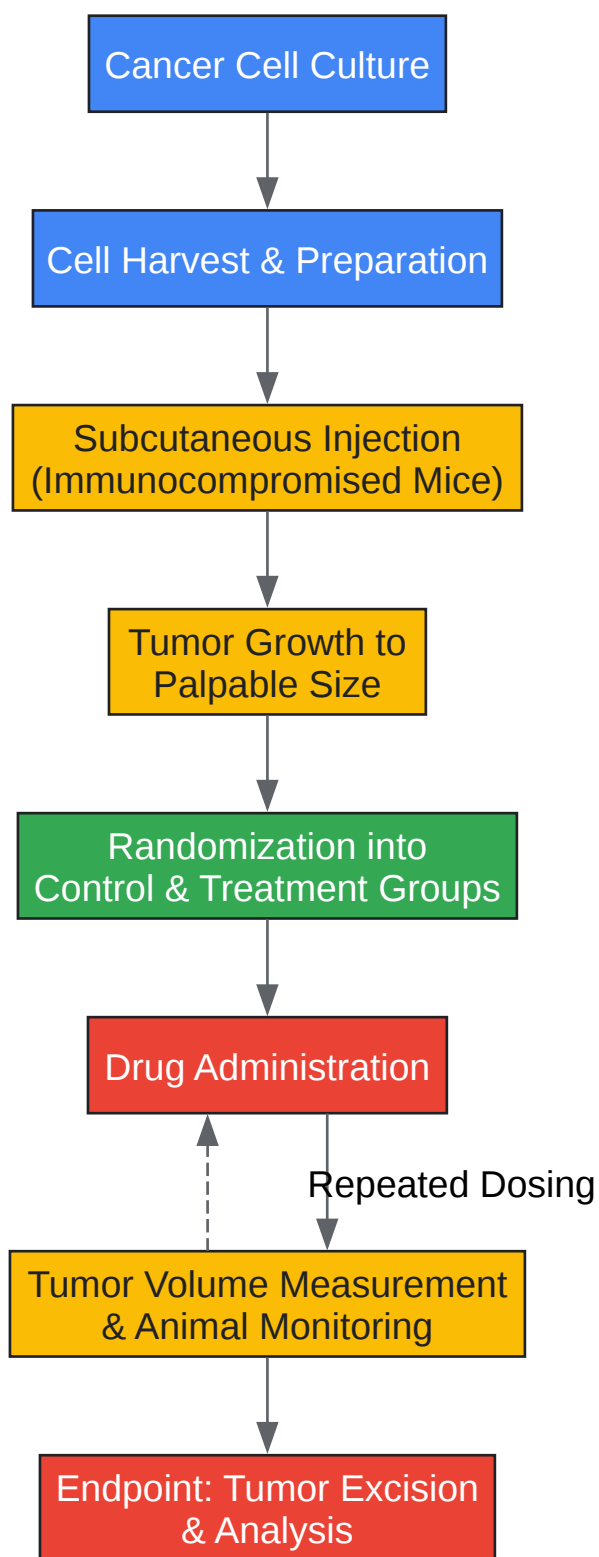 Cancer Cell Culture
Cell Harvest & Preparation
Subcutaneous Injection
(Immunocompromised Mice)
Tumor Growth to
Palpable Size
Randomization into
Control & Treatment Groups
Drug Administration
Repeated Dosing
Tumor Volume Measurement
& Animal Monitoring
Endpoint: Tumor Excision
& Analysis